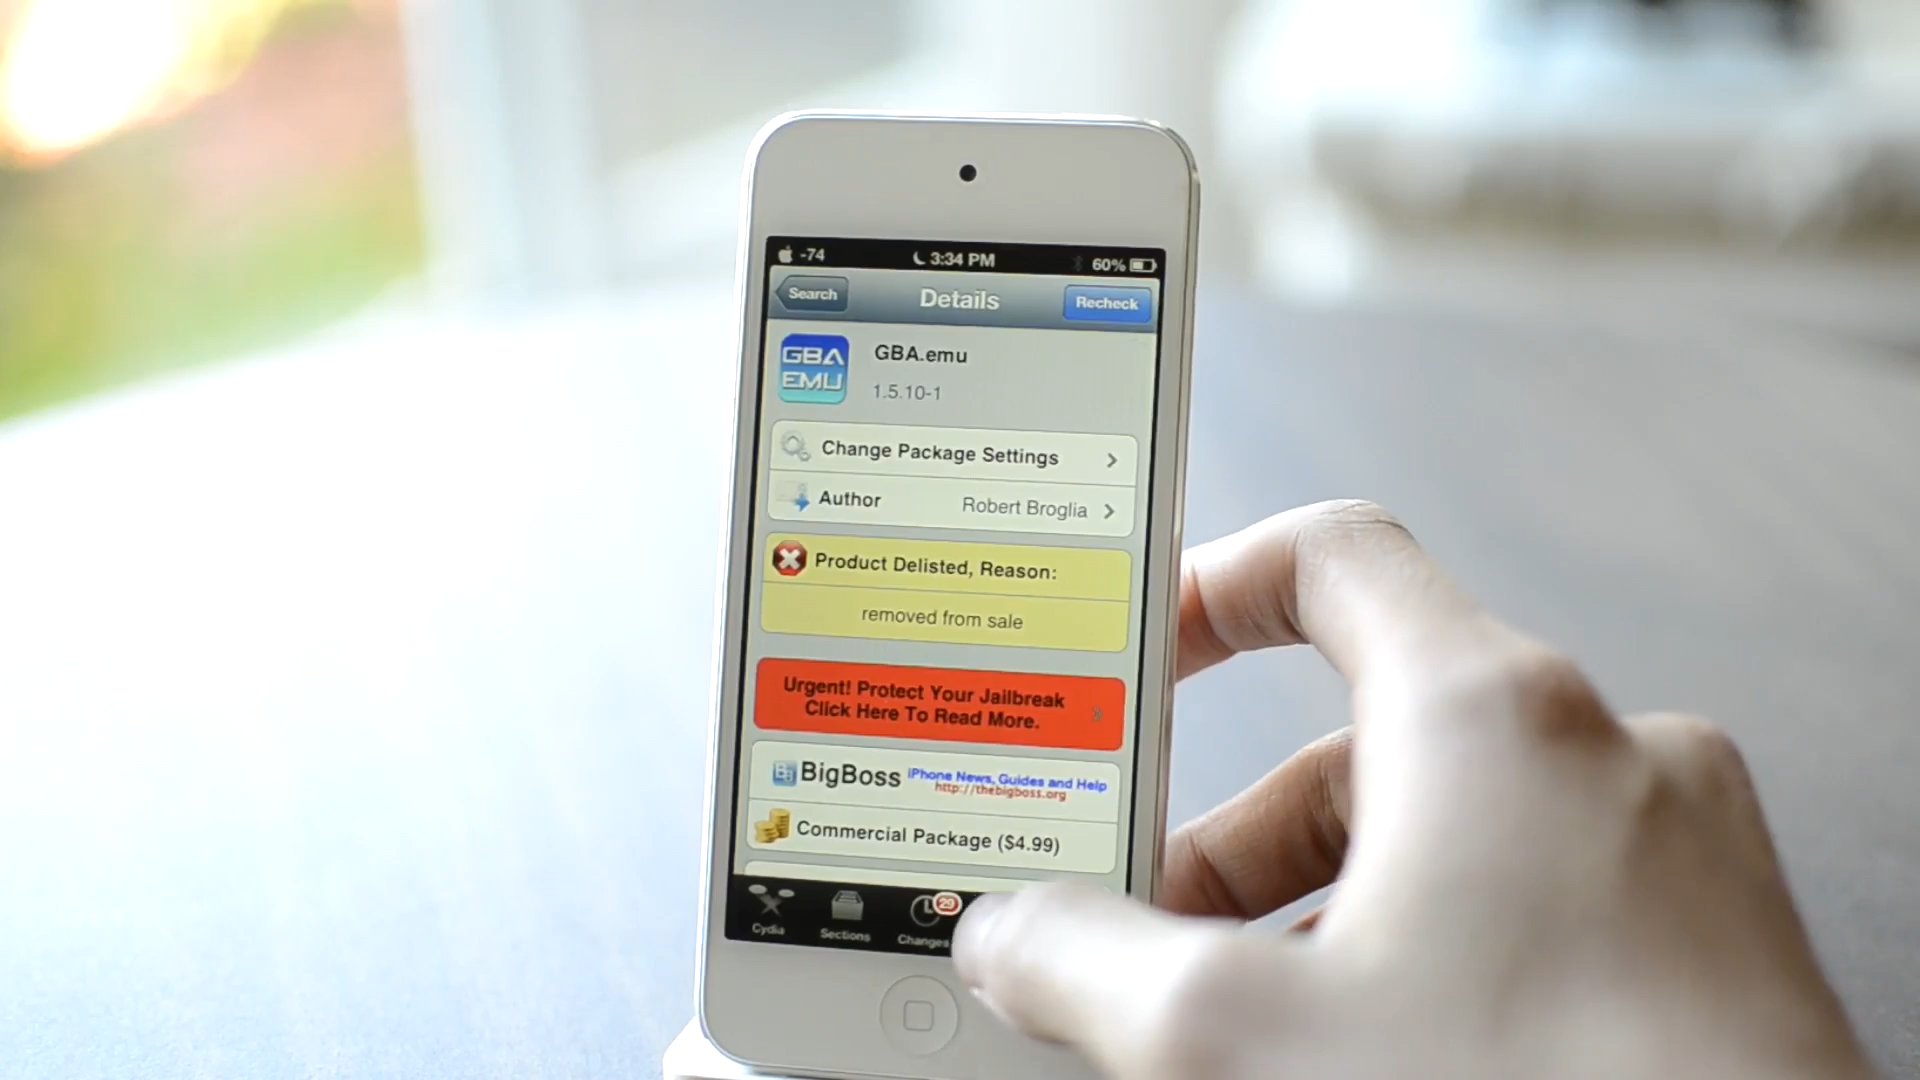 -74 3:34 PM 60%
Search Details Recheck
GBA
EMU
GBA.emu
1.5.10-1
Change Package Settings
Author Robert Broglia
Product Delisted, Reason:
removed from sale
Urgent! Protect Your Jailbreak
Click Here To Read More.
BigBoss iPhone News, Guides and Help
http://thebigboss.org
Commercial Package ($4.99)
29
Cydia Sections Changes